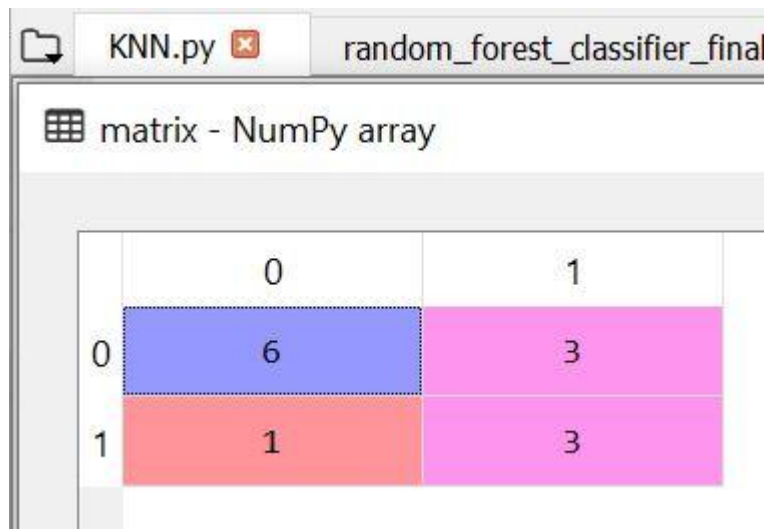 KNN.py random_forest_classifier_final
matrix - NumPy array
0 1
0 6 3
1 1 3